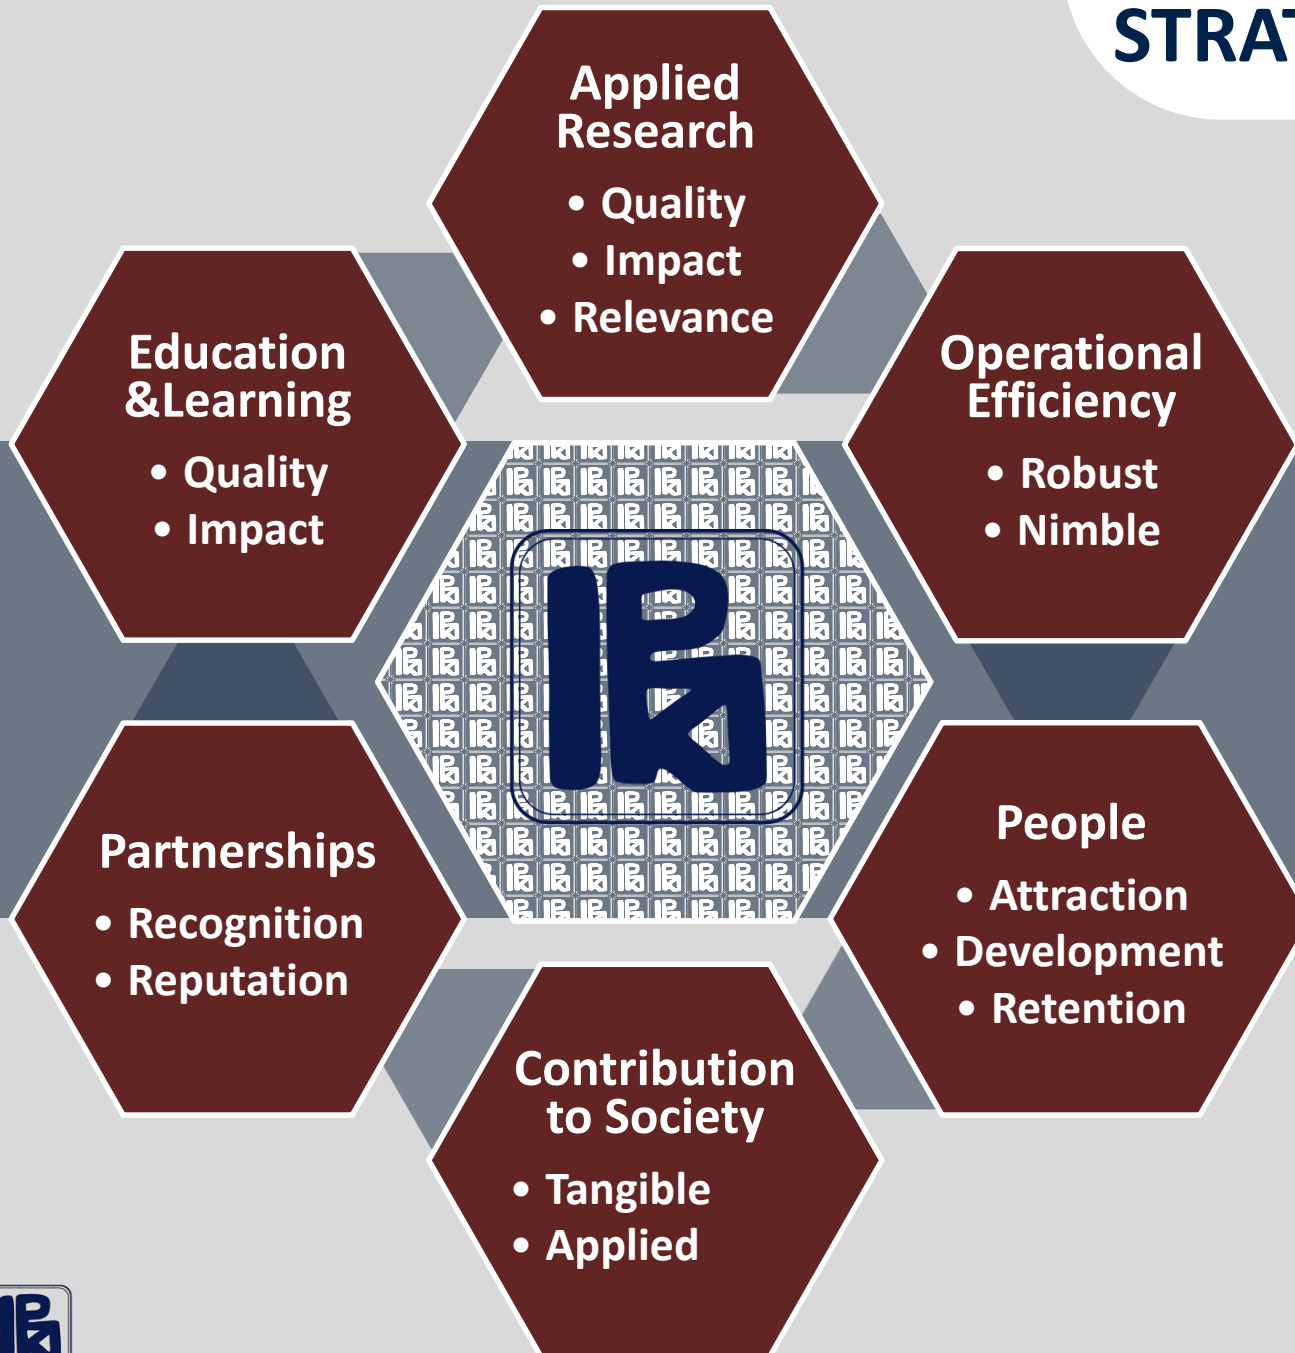 STRAT
Applied
Research
• Quality
• Impact
• Relevance
Education
&Learning
• Quality
• Impact
Operational
Efficiency
• Robust
• Nimble
Partnerships
• Recognition
• Reputation
People
• Attraction
• Development
• Retention
Contribution
to Society
• Tangible
• Applied